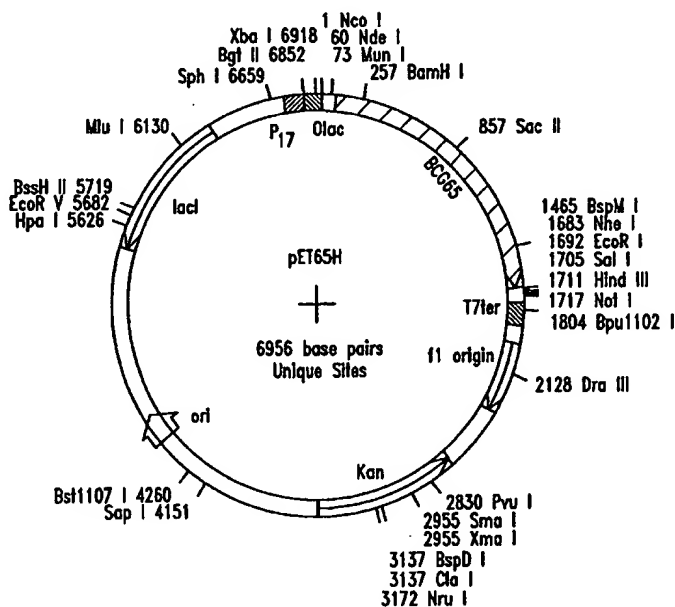 1 Nco I
Xba I 6918 60 Nde I
Bgt II 6852 73 Mun I
Sph I 6659 257 BamH I
Mlu I 6130 P17 Olac 857 Sac II
BCG65
BssH II 5719 lacI 1465 BspM I
EcoR V 5682 1683 Nhe I
Hpa I 5626 1692 EcoR I
pET65H 1705 Sal I
1711 Hind III
T7ter 1717 Not I
1804 Bpu1102 I
6956 base pairs
Unique Sites f1 origin
2128 Dra III
ori
Kan
Bst1107 I 4260 2830 Pvu I
Sap I 4151 2955 Sma I
2955 Xma I
3137 BspD I
3137 Cla I
3172 Nru I